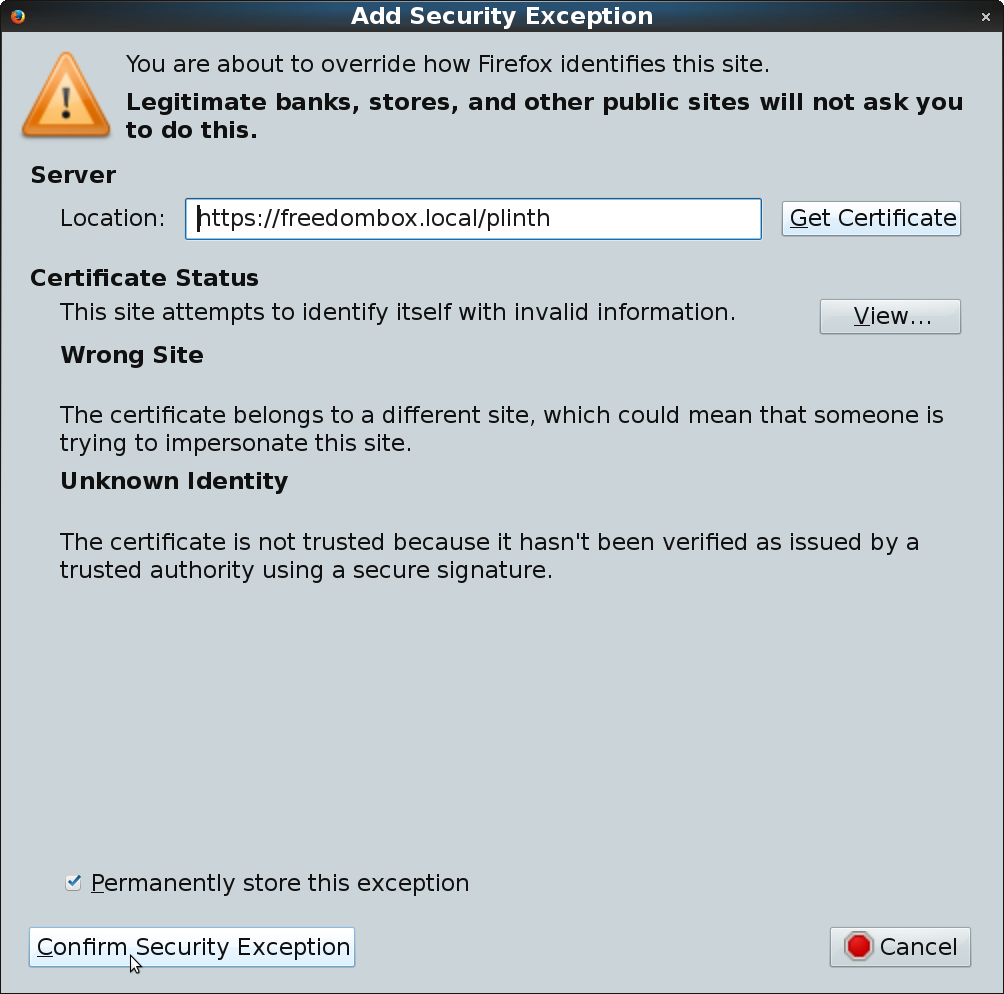 Add Security Exception
You are about to override how Firefox identifies this site.
Legitimate banks, stores, and other public sites will not ask you
to do this.
Server
Location: https://freedombox.local/plinth Get Certificate
Certificate Status
This site attempts to identify itself with invalid information.
View...
Wrong Site
The certificate belongs to a different site, which could mean that someone is
trying to impersonate this site.
Unknown Identity
The certificate is not trusted because it hasn't been verified as issued by a
trusted authority using a secure signature.
Permanently store this exception
Confirm Security Exception Cancel